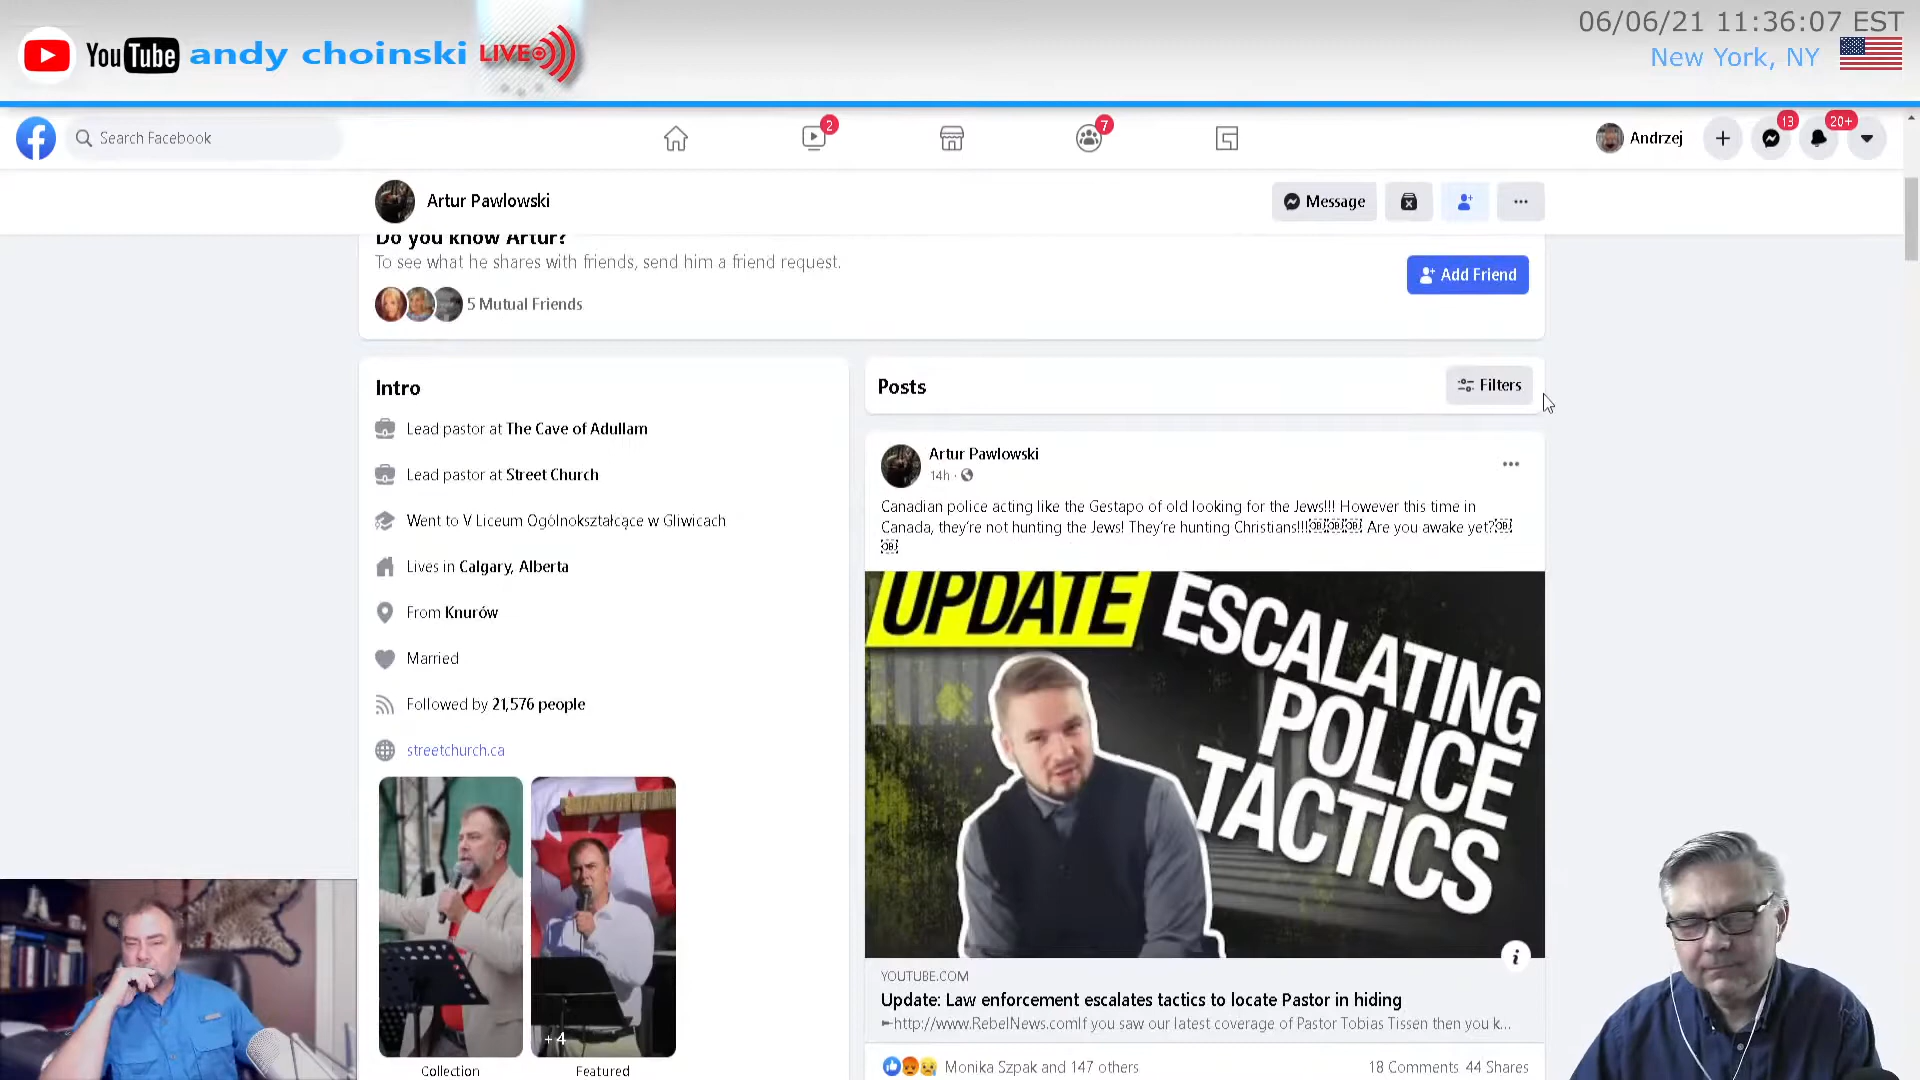 06/06/21 11:36:07 EST
YouTube andy choinski LIVE
New York, NY
Search Facebook
2
7
Andrzej
13
20+
Artur Pawlowski
Message
Do you know Artur?
To see what he shares with friends, send him a friend request.
Add Friend
5 Mutual Friends
Intro
Lead pastor at The Cave of Adullam
Lead pastor at Street Church
Went to V Liceum Ogólnokształcące w Gliwicach
Lives in Calgary, Alberta
From Knurów
Married
Followed by 21,576 people
streetchurch.ca
+4
Collection
Featured
Posts
Filters
Artur Pawlowski
14h ·
Canadian police acting like the Gestapo of old looking for the Jews!!! However this time in
Canada, they're not hunting the Jews! They're hunting Christians!!! Are you awake yet?
UPDATE ESCALATING
POLICE
TACTICS
YOUTUBE.COM
Update: Law enforcement escalates tactics to locate Pastor in hiding
http://www.RebelNews.comIf you saw our latest coverage of Pastor Tobias Tissen then you k...
Monika Szpak and 147 others
18 Comments 44 Shares